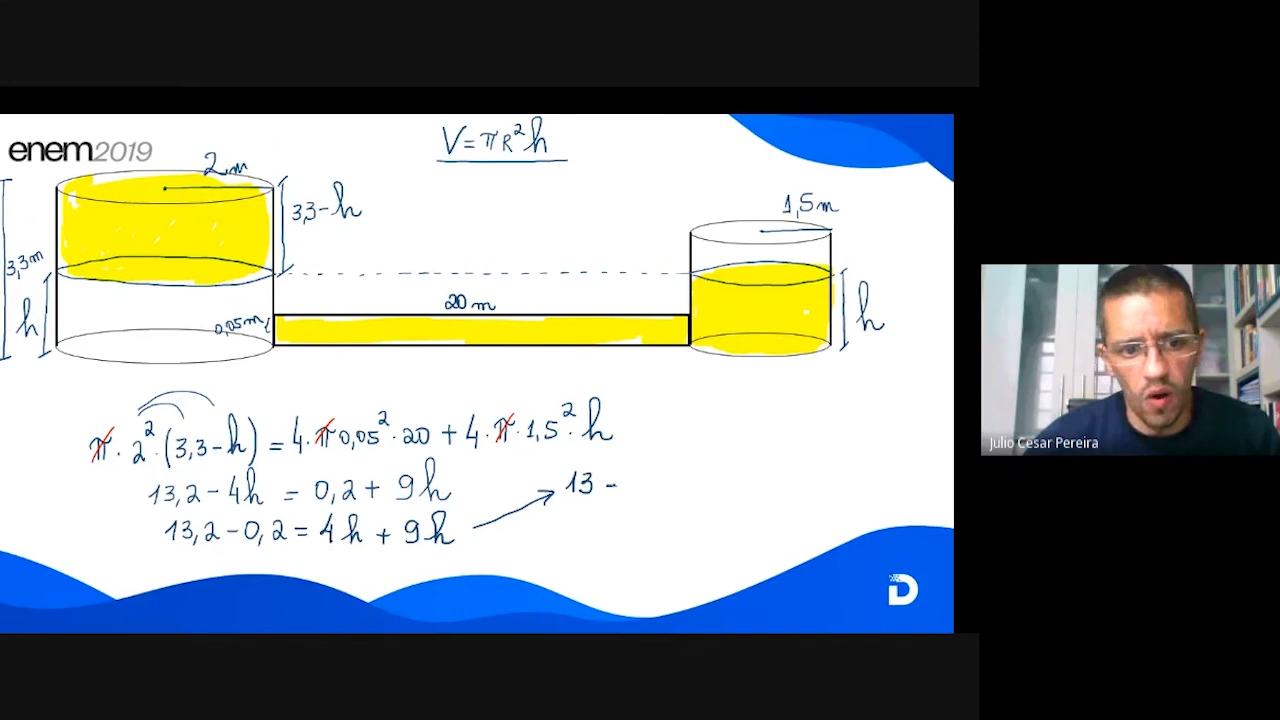 enem2019
V = πR²h
2m
3,3-h
1,5m
3,3m
h
0,05m
20 m
h
π · 2² · (3,3 - h) = 4 · π 0,05² · 20 + 4 · π · 1,5² · h
13,2 - 4h = 0,2 + 9h
13 -
13,2 - 0,2 = 4h + 9h
D
Julio Cesar Pereira